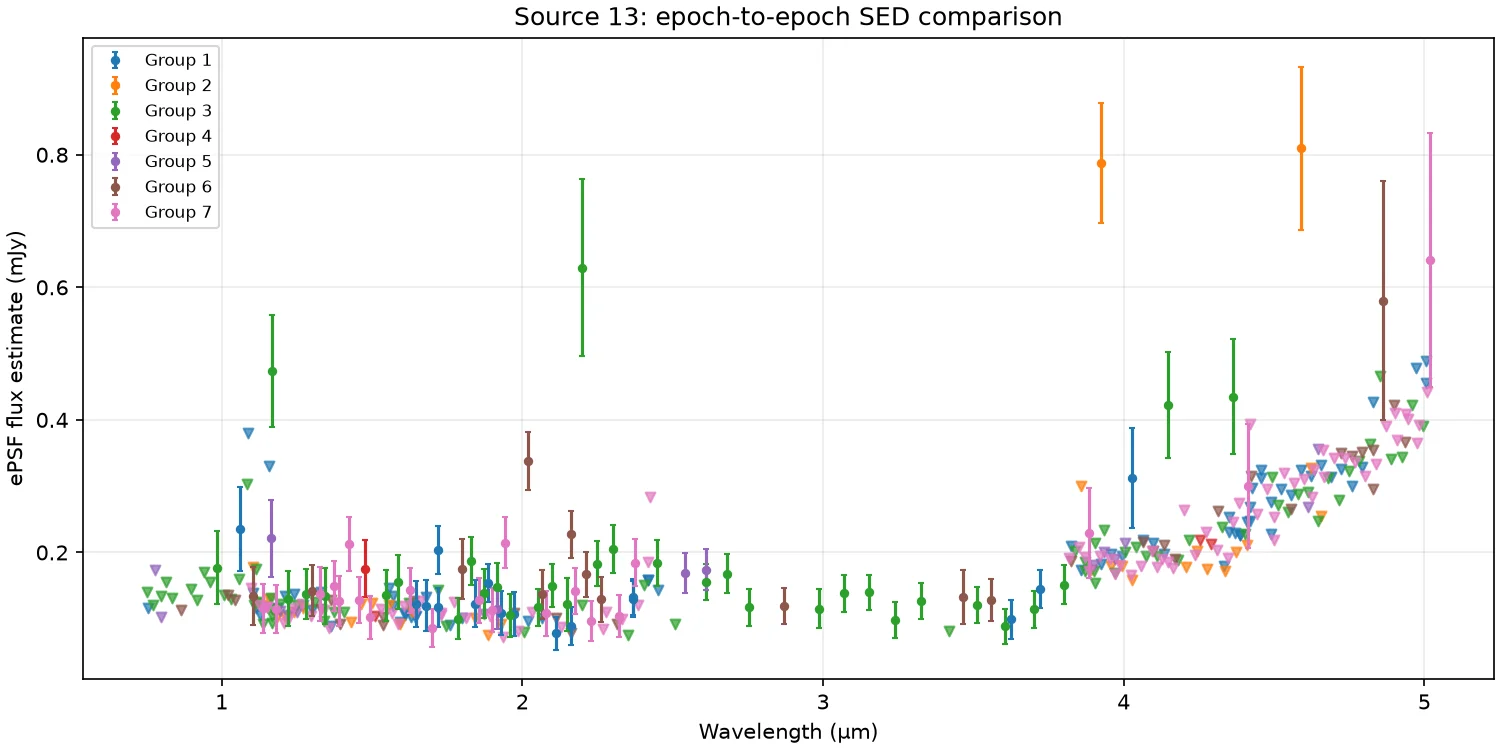 Source 13: epoch-to-epoch SED comparison
Group 1
Group 2
Group 3
Group 4
Group 5
Group 6
Group 7
ePSF flux estimate (mJy)
0.8
0.6
0.4
0.2
1 2 3 4 5
Wavelength (μm)